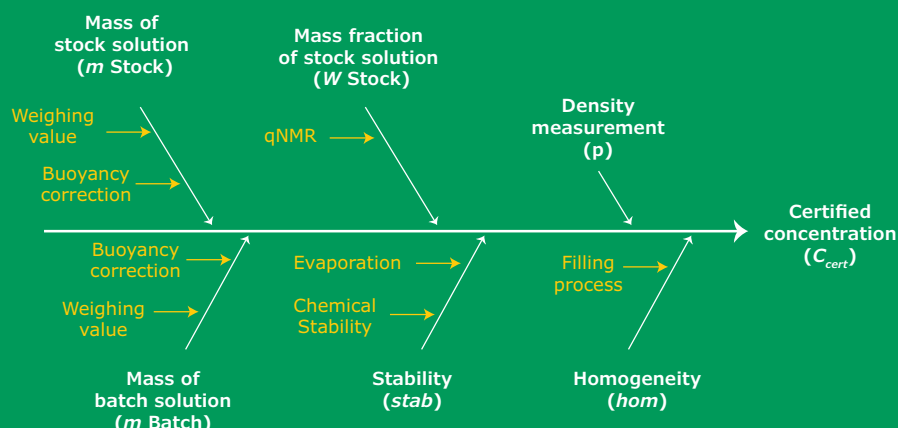 Mass of
stock solution
(m Stock)
Mass fraction
of stock solution
(W Stock)
Density
measurement
(p)
Weighing
value
Buoyancy
correction
qNMR
Certified
concentration
(Ccert)
Buoyancy
correction
Weighing
value
Evaporation
Chemical
Stability
Filling
process
Mass of
batch solution
(m Batch)
Stability
(stab)
Homogeneity
(hom)